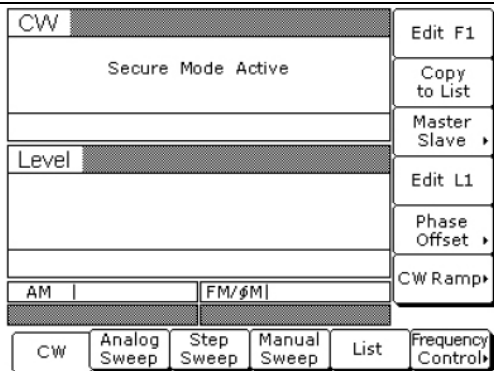 CW
Secure Mode Active
Level
AM
FM/ϕM
Edit F1
Copy
to List
Master
Slave
Edit L1
Phase
Offset
CW Ramp
CW
Analog
Sweep
Step
Sweep
Manual
Sweep
List
Frequency
Control